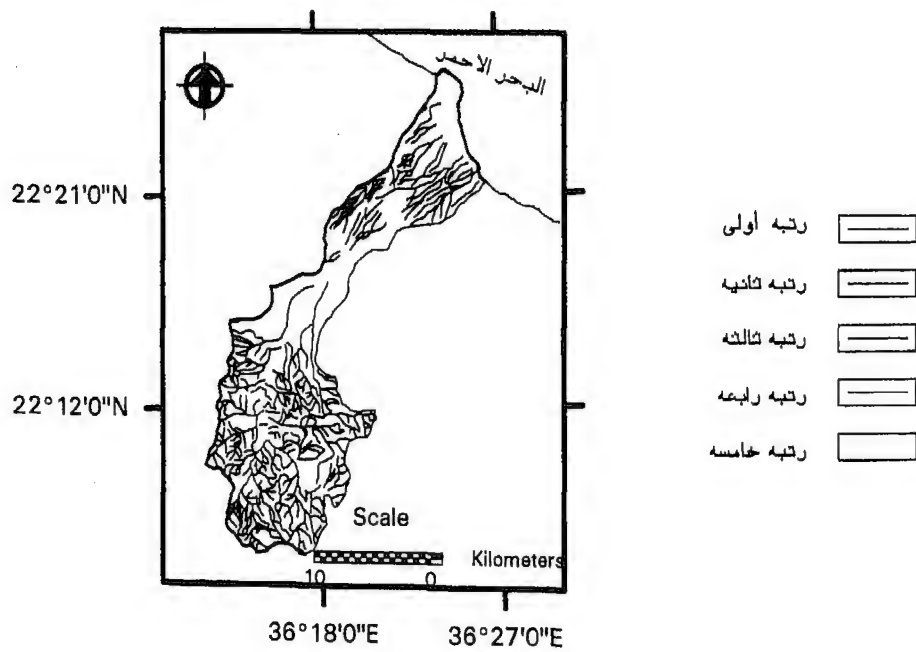 البحر الاحمر
22°21'0"N
22°12'0"N
Scale
Kilometers
10 0
36°18'0"E 36°27'0"E
رتبه أولى
رتبه ثانيه
رتبه ثالثه
رتبه رابعه
رتبه خامسه